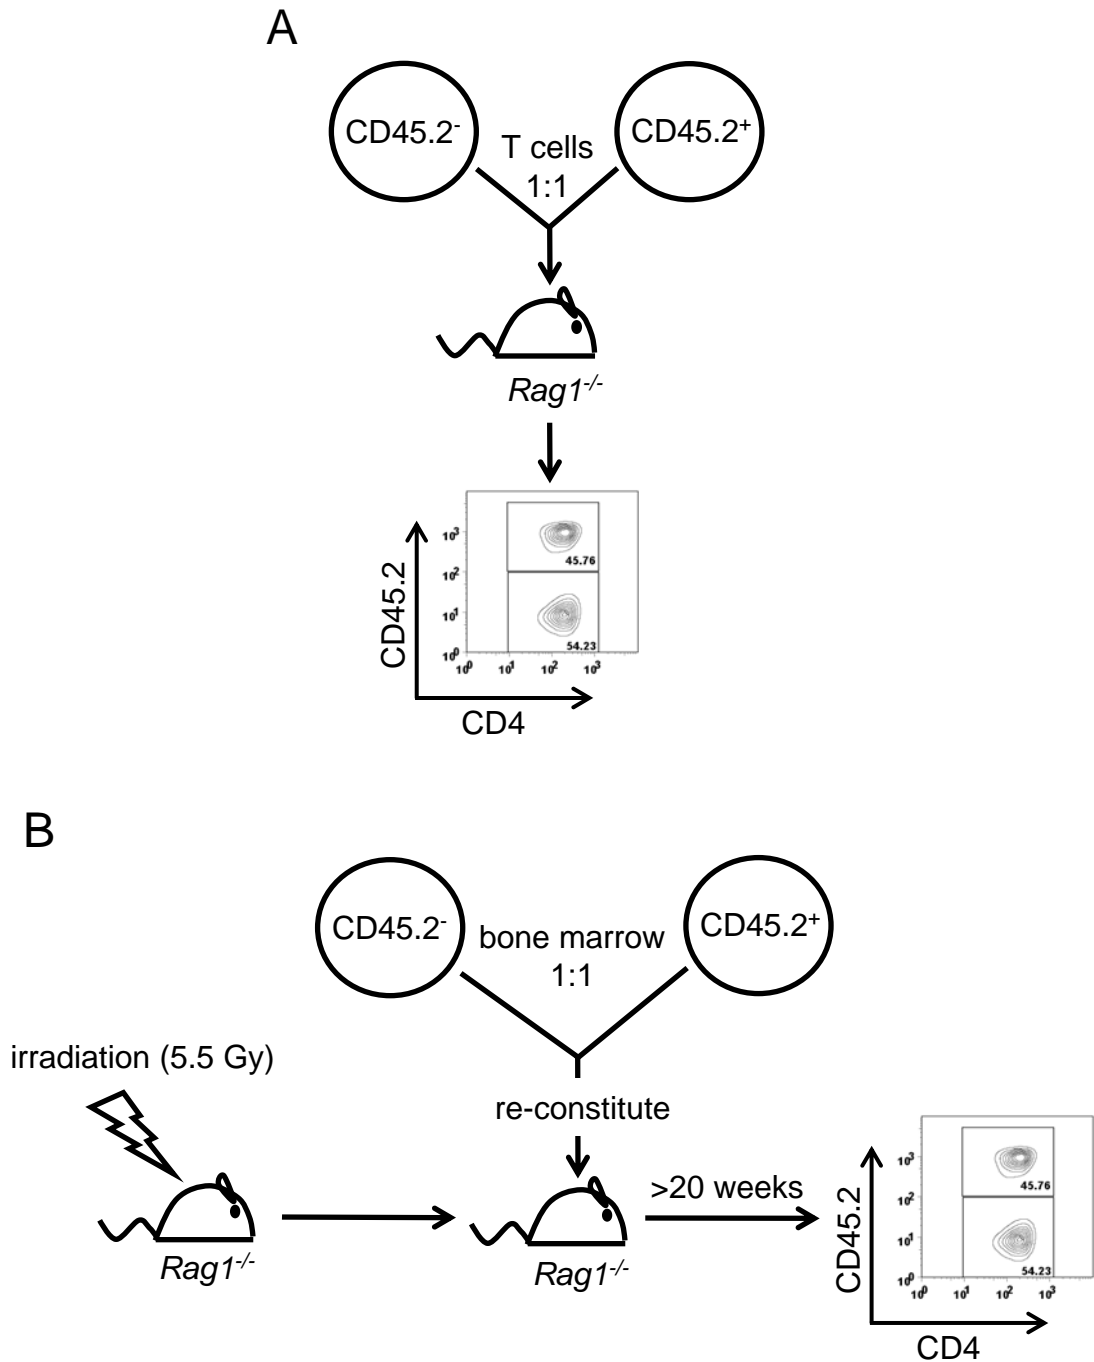 A
CD45.2⁻
CD45.2⁺
T cells
1:1
Rag1⁻/⁻
10³
45.76
10²
10¹
54.23
10⁰
10⁰ 10¹ 10² 10³
CD45.2
CD4
B
CD45.2⁻
CD45.2⁺
bone marrow
1:1
irradiation (5.5 Gy)
re-constitute
>20 weeks
Rag1⁻/⁻
Rag1⁻/⁻
10³
45.76
10²
10¹
54.23
10⁰
10⁰ 10¹ 10² 10³
CD45.2
CD4